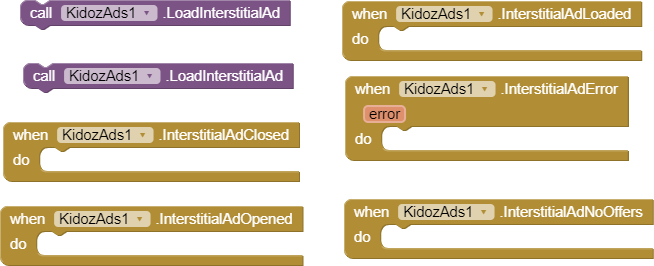 call KidozAds1 .LoadInterstitialAd
call KidozAds1 .LoadInterstitialAd
when KidozAds1 .InterstitialAdClosed
do
when KidozAds1 .InterstitialAdOpened
do
when KidozAds1 .InterstitialAdLoaded
do
when KidozAds1 .InterstitialAdError
error
do
when KidozAds1 .InterstitialAdNoOffers
do